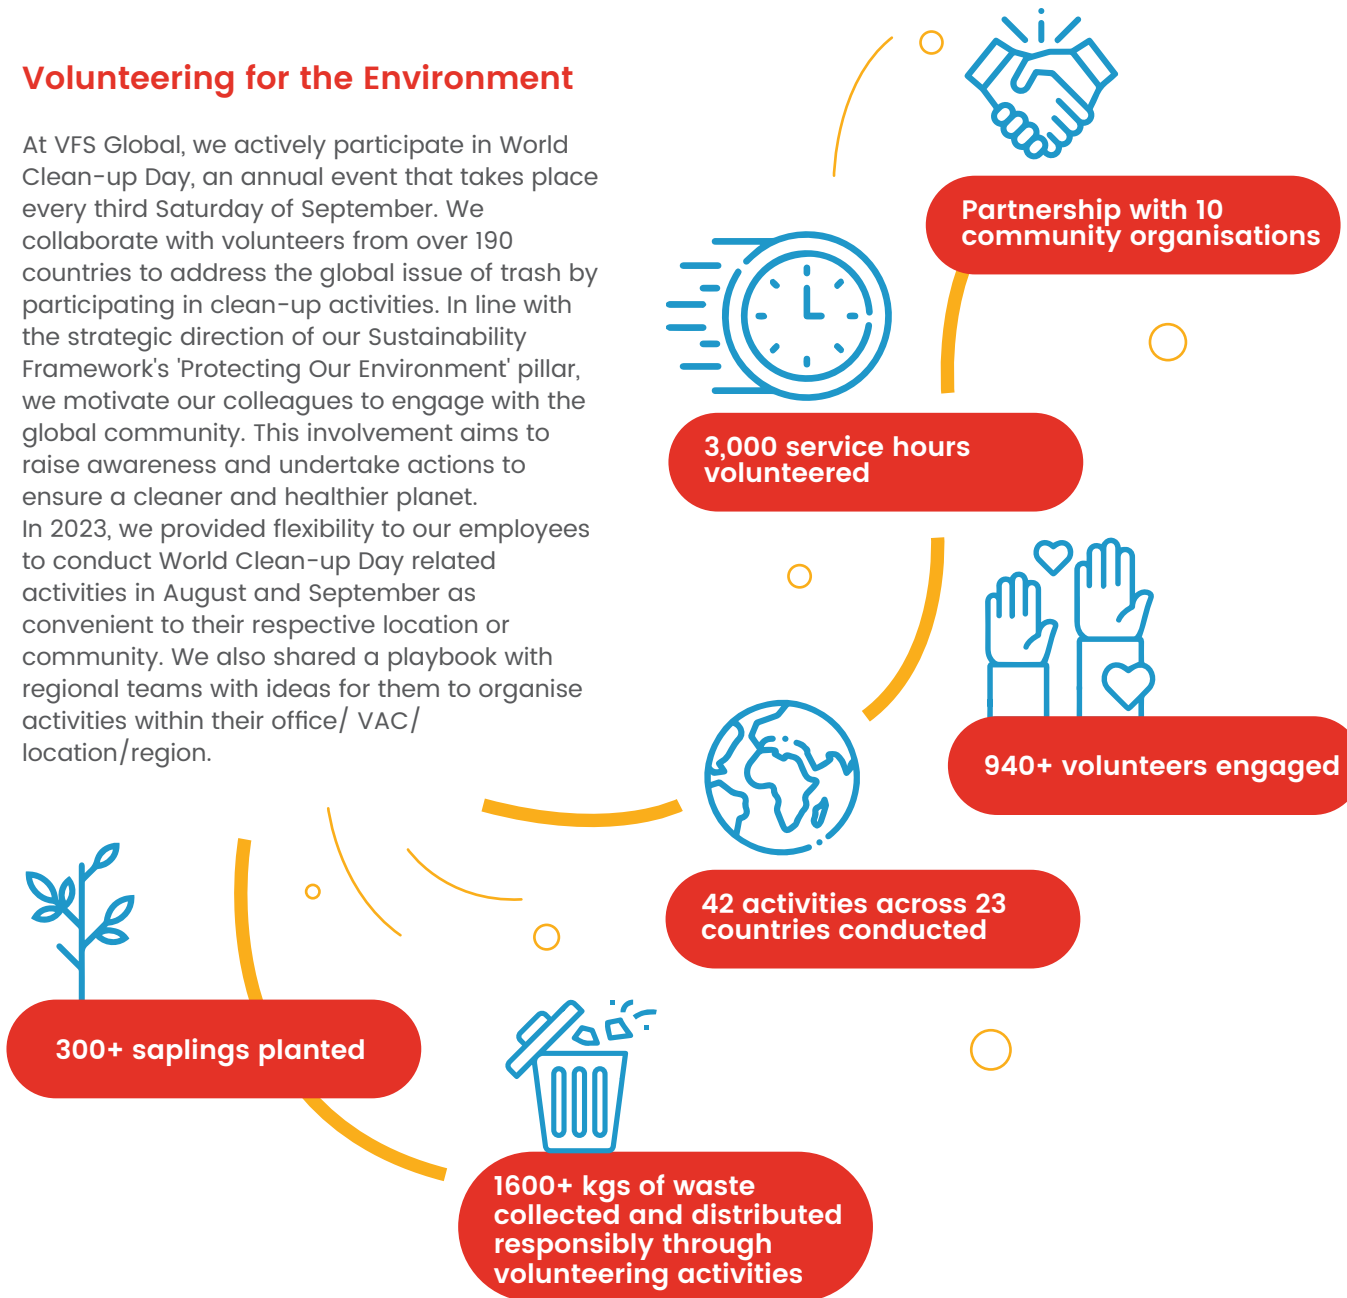 Volunteering for the Environment
At VFS Global, we actively participate in World
Clean-up Day, an annual event that takes place
every third Saturday of September. We
collaborate with volunteers from over 190
countries to address the global issue of trash by
participating in clean-up activities. In line with
the strategic direction of our Sustainability
Framework's 'Protecting Our Environment' pillar,
we motivate our colleagues to engage with the
global community. This involvement aims to
raise awareness and undertake actions to
ensure a cleaner and healthier planet.
In 2023, we provided flexibility to our employees
to conduct World Clean-up Day related
activities in August and September as
convenient to their respective location or
community. We also shared a playbook with
regional teams with ideas for them to organise
activities within their office/ VAC/
location/region.
Partnership with 10
community organisations
3,000 service hours
volunteered
940+ volunteers engaged
42 activities across 23
countries conducted
300+ saplings planted
1600+ kgs of waste
collected and distributed
responsibly through
volunteering activities